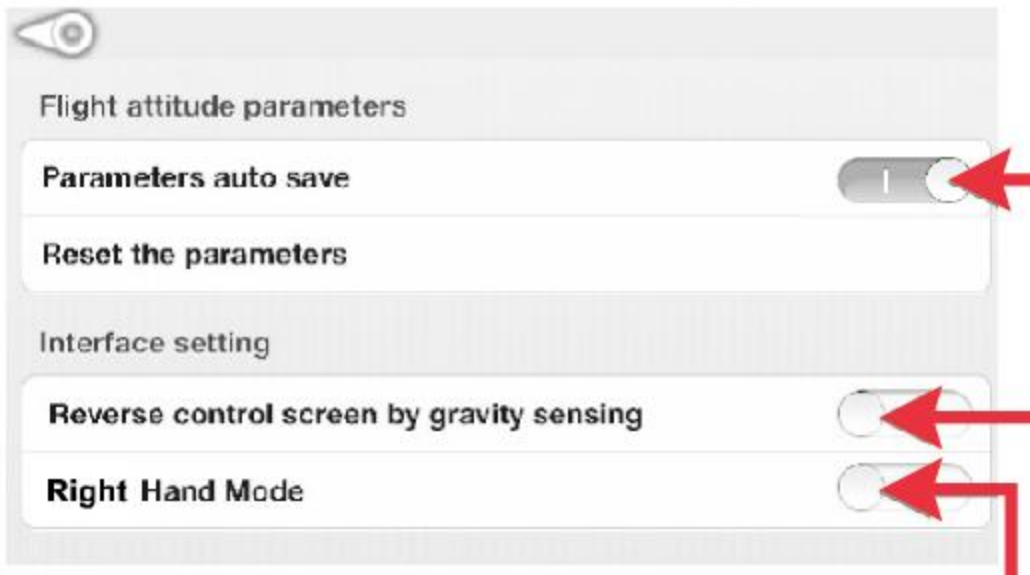 Flight attitude parameters
Parameters auto save
Reset the parameters
Interface setting
Reverse control screen by gravity sensing
Right Hand Mode